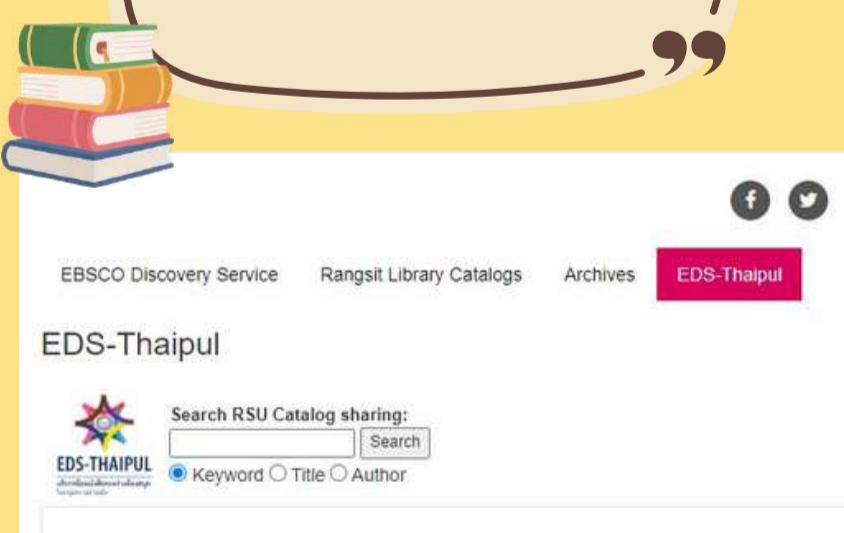 EBSCO Discovery Service Rangsit Library Catalogs Archives EDS-Thaipul
EDS-Thaipul
Search RSU Catalog sharing:
Search
EDS-THAIPUL
Keyword Title Author